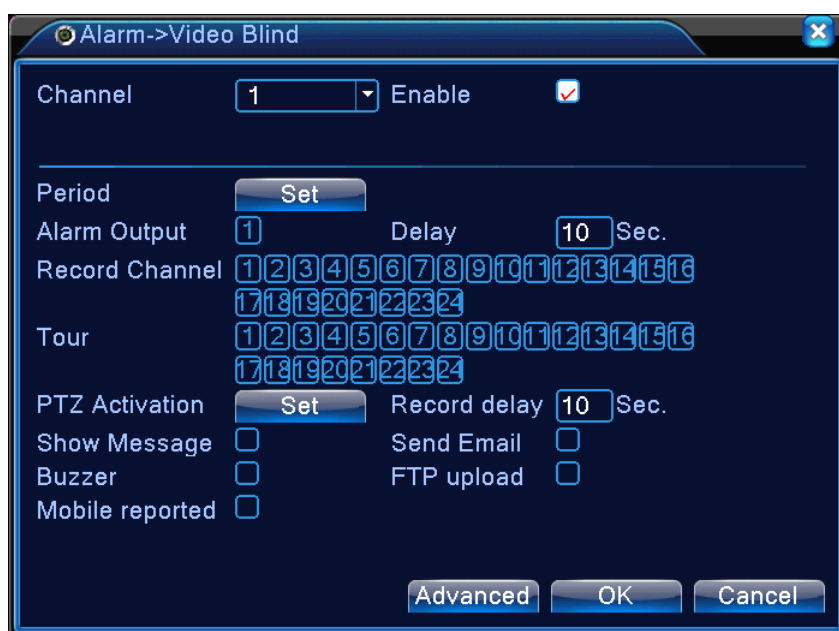 Alarm->Video Blind
Channel 1 Enable
Period Set
Alarm Output 1 Delay 10 Sec.
Record Channel 1 2 3 4 5 6 7 8 9 10 11 12 13 14 15 16
17 18 19 20 21 22 23 24
Tour 1 2 3 4 5 6 7 8 9 10 11 12 13 14 15 16
17 18 19 20 21 22 23 24
PTZ Activation Set Record delay 10 Sec.
Show Message Send Email
Buzzer FTP upload
Mobile reported
Advanced OK Cancel